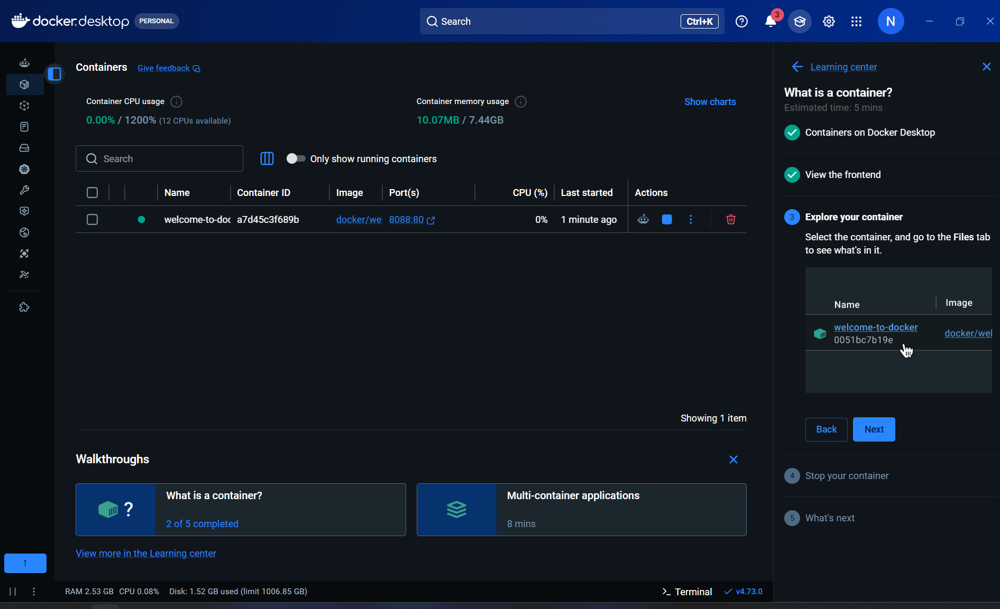 docker.desktop PERSONAL
Search Ctrl+K
3
N
Containers Give feedback
Container CPU usage
0.00% / 1200% (12 CPUs available)
Container memory usage
10.07MB / 7.44GB
Show charts
Search
Only show running containers
Name Container ID Image Port(s) CPU (%) Last started Actions
welcome-to-doc a7d45c3f689b docker/we 8088:80 0% 1 minute ago
Showing 1 item
Walkthroughs
?
What is a container?
2 of 5 completed
Multi-container applications
8 mins
View more in the Learning center
RAM 2.53 GB CPU 0.08% Disk: 1.52 GB used (limit 1006.85 GB)
Terminal
v4.73.0
Learning center
What is a container?
Estimated time: 5 mins
Containers on Docker Desktop
View the frontend
3 Explore your container
Select the container, and go to the Files tab
to see what's in it.
Name Image
welcome-to-docker docker/wel
0051bc7b19e
Back Next
4 Stop your container
5 What's next